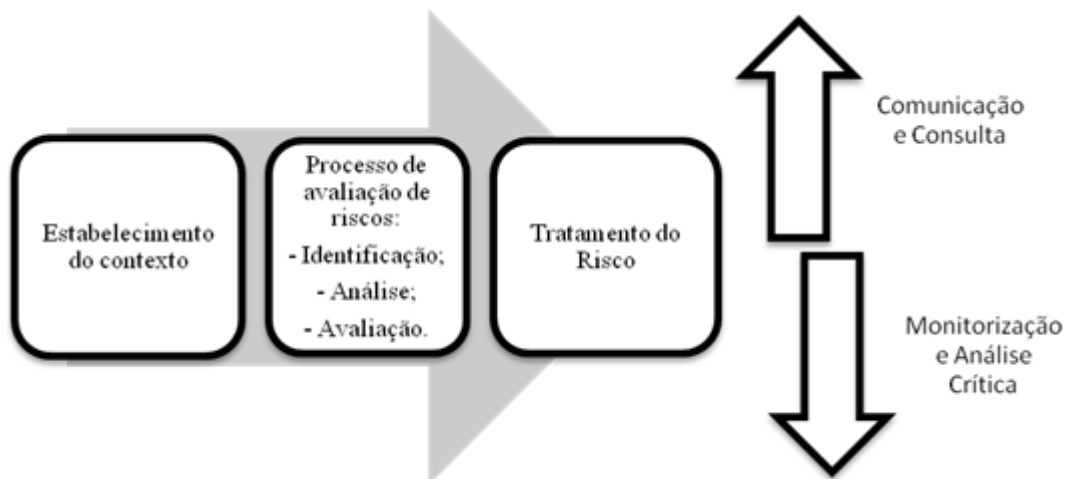 Estabelecimento
do contexto
Processo de
avaliação de
riscos:
- Identificação;
- Análise;
- Avaliação.
Tratamento do
Risco
Comunicação
e Consulta
Monitorização
e Análise
Crítica